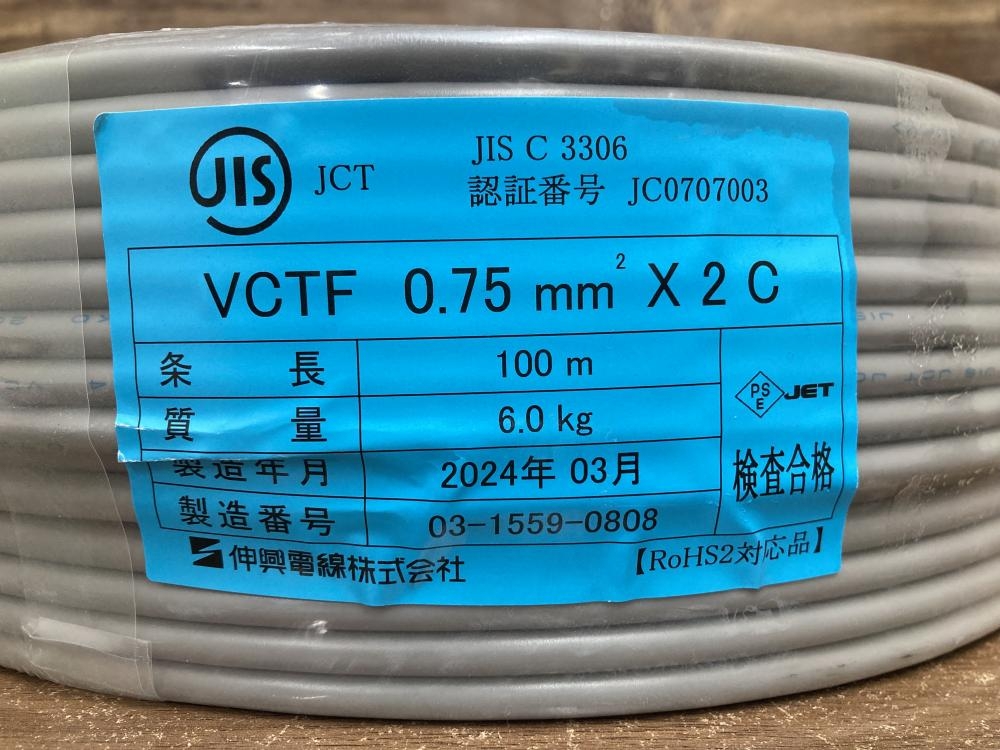 JIS JCT
JIS C 3306
認証番号 JC0707003
VCTF 0.75 mm² X 2 C
条長 100 m
質量 6.0 kg
製造年月 2024年 03月
製造番号 03-1559-0808
PS E JET
検査合格
伸興電線株式会社
【RoHS2対応品】